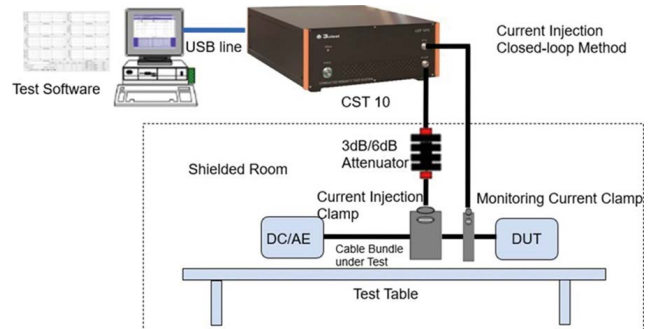 Current Injection
Closed-loop Method
USB line
Test Software
CST 10
3dB/6dB
Attenuator
Shielded Room
Current Injection
Clamp
Monitoring Current Clamp
DC/AE
DUT
Cable Bundle
under Test
Test Table